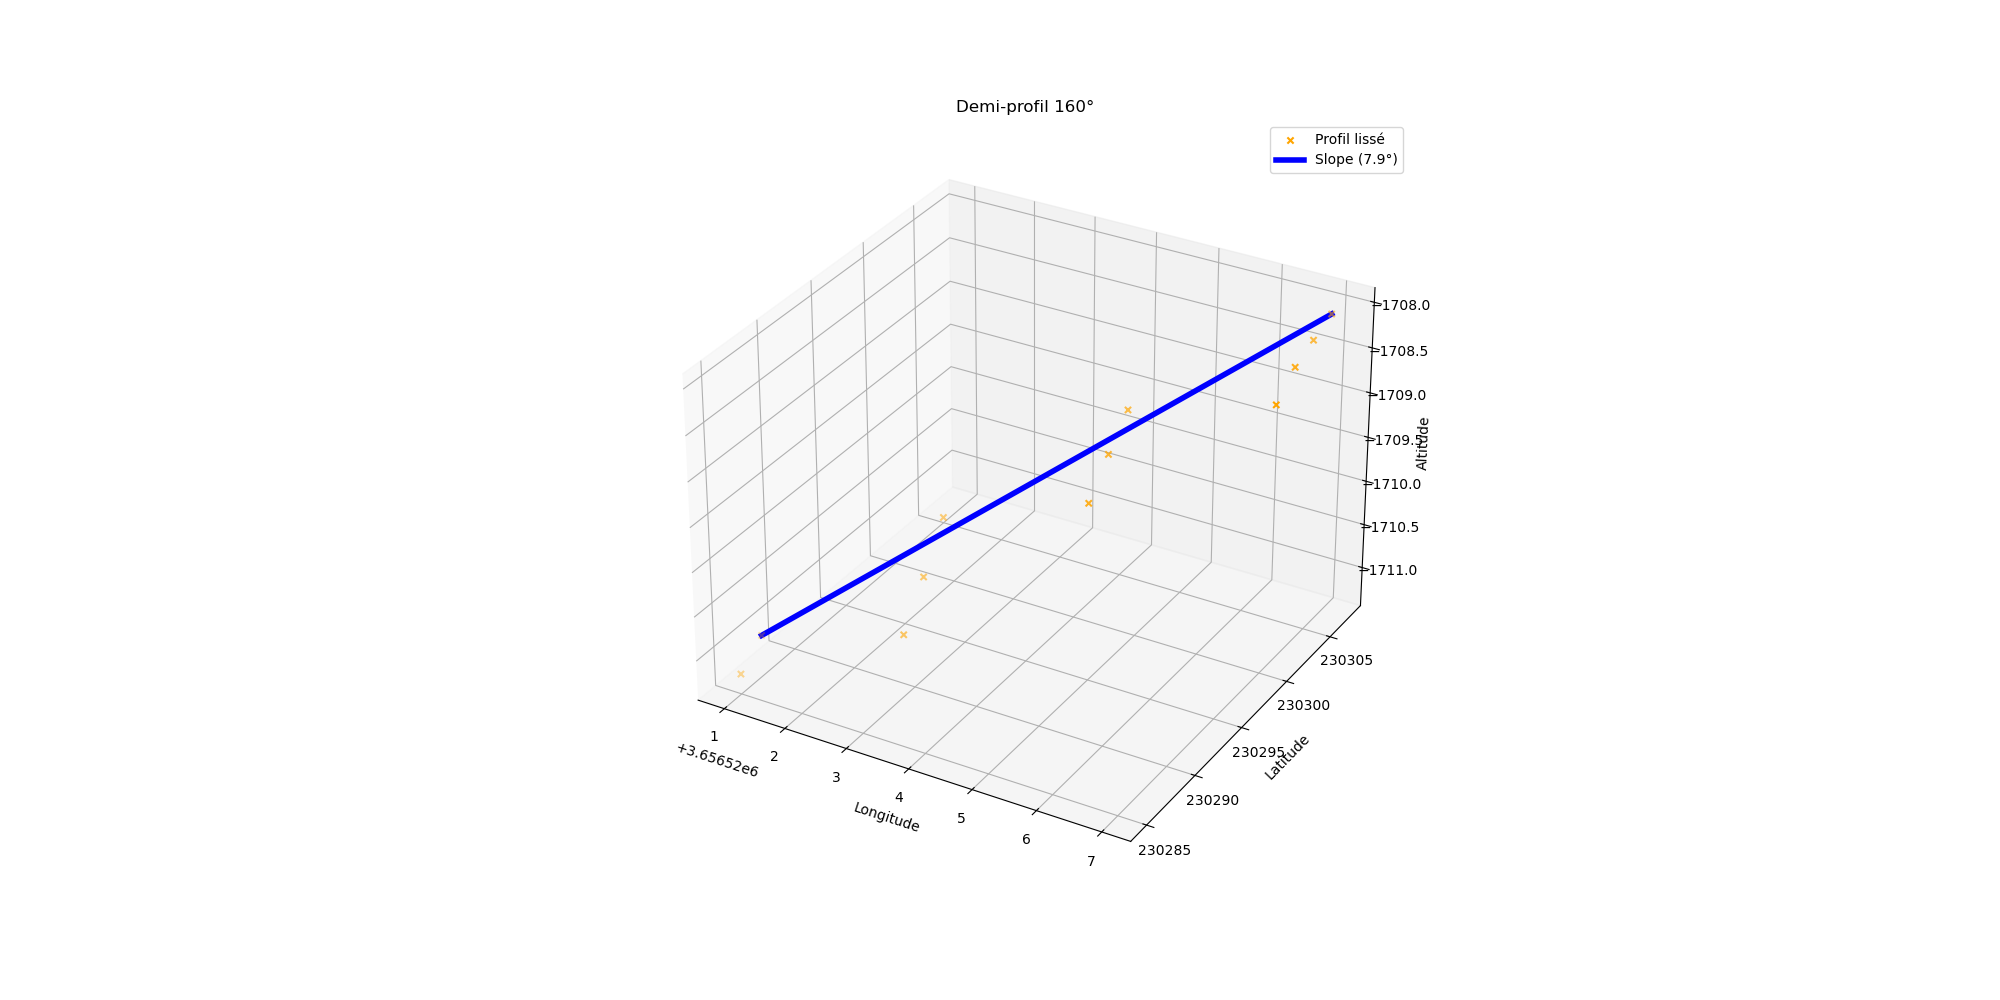 Demi-profil 160°
Profil lissé
Slope (7.9°)
−1708.0
−1708.5
−1709.0
−1709.5
−1710.0
−1710.5
−1711.0
Altitude
230305
230300
230295
230290
230285
Latitude
1
2
3
4
5
6
7
+3.65652e6
Longitude